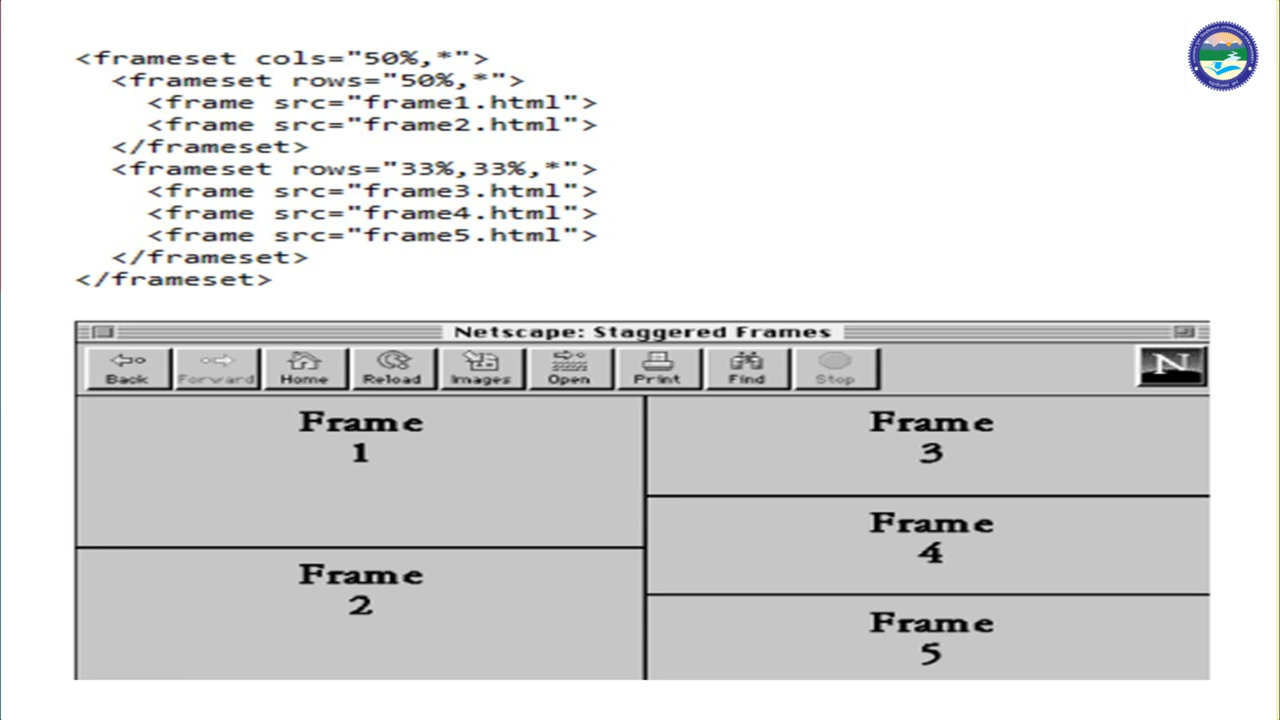 <frameset cols="50%,*">
  <frameset rows="50%,*">
    <frame src="frame1.html">
    <frame src="frame2.html">
  </frameset>
  <frameset rows="33%,33%,*">
    <frame src="frame3.html">
    <frame src="frame4.html">
    <frame src="frame5.html">
  </frameset>
</frameset>
Netscape: Staggered Frames
Back Forward Home Reload Images Open Print Find Stop N
Frame
1
Frame
2
Frame
3
Frame
4
Frame
5